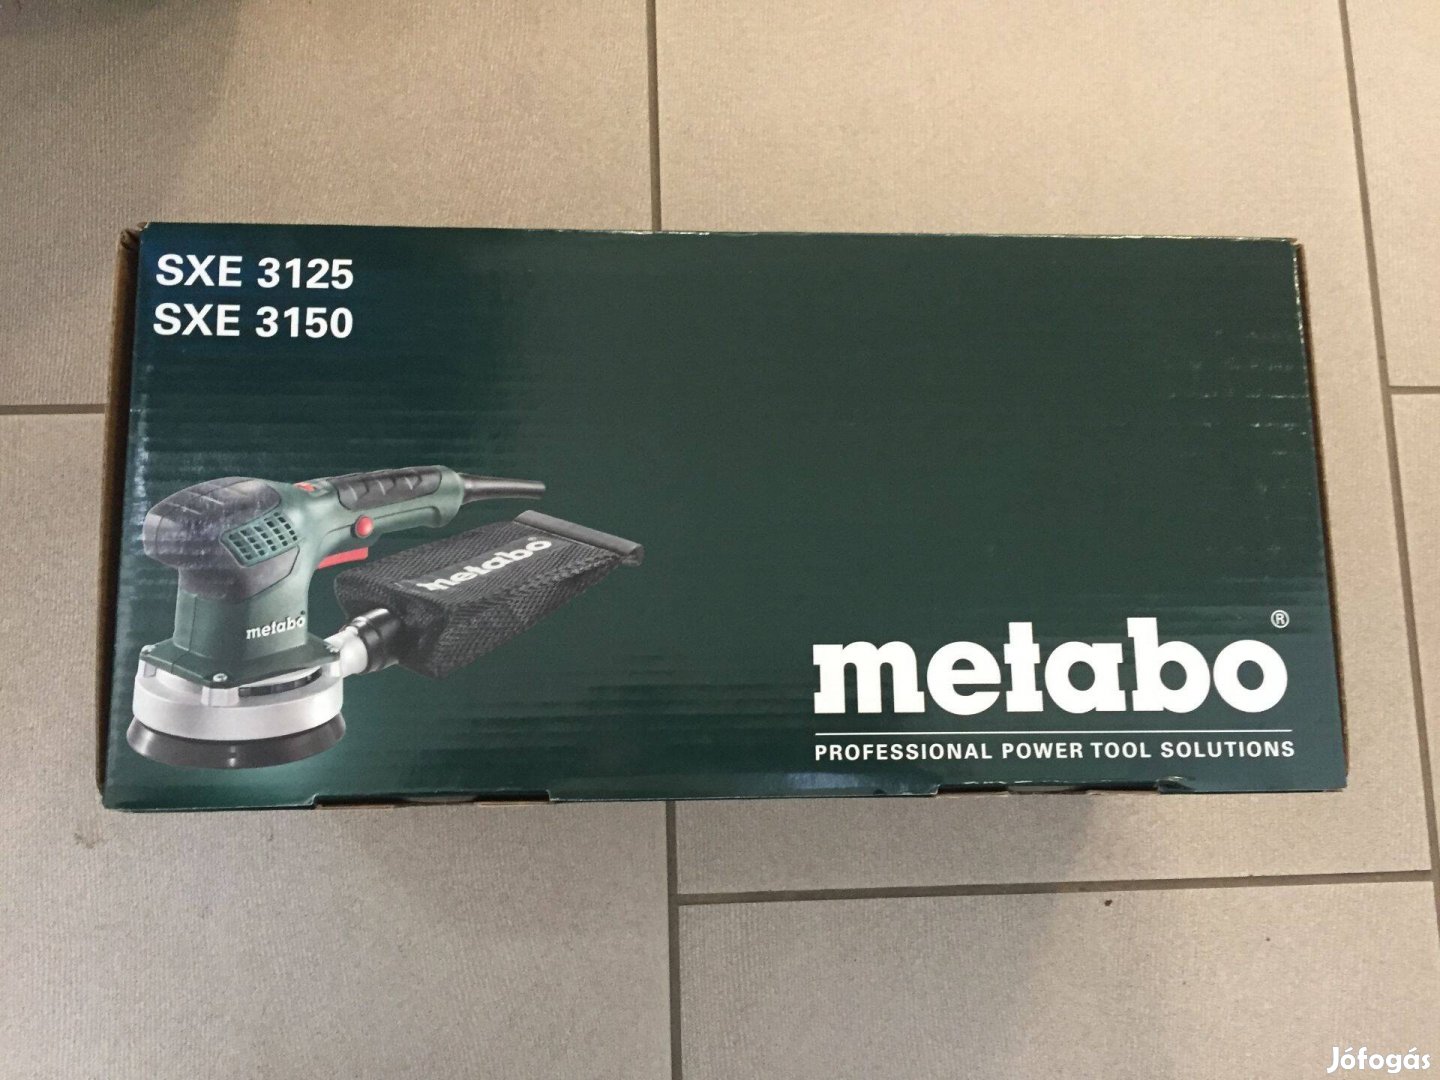 SXE 3125
SXE 3150
metabo
metabo
metabo®
PROFESSIONAL POWER TOOL SOLUTIONS
Jófogás